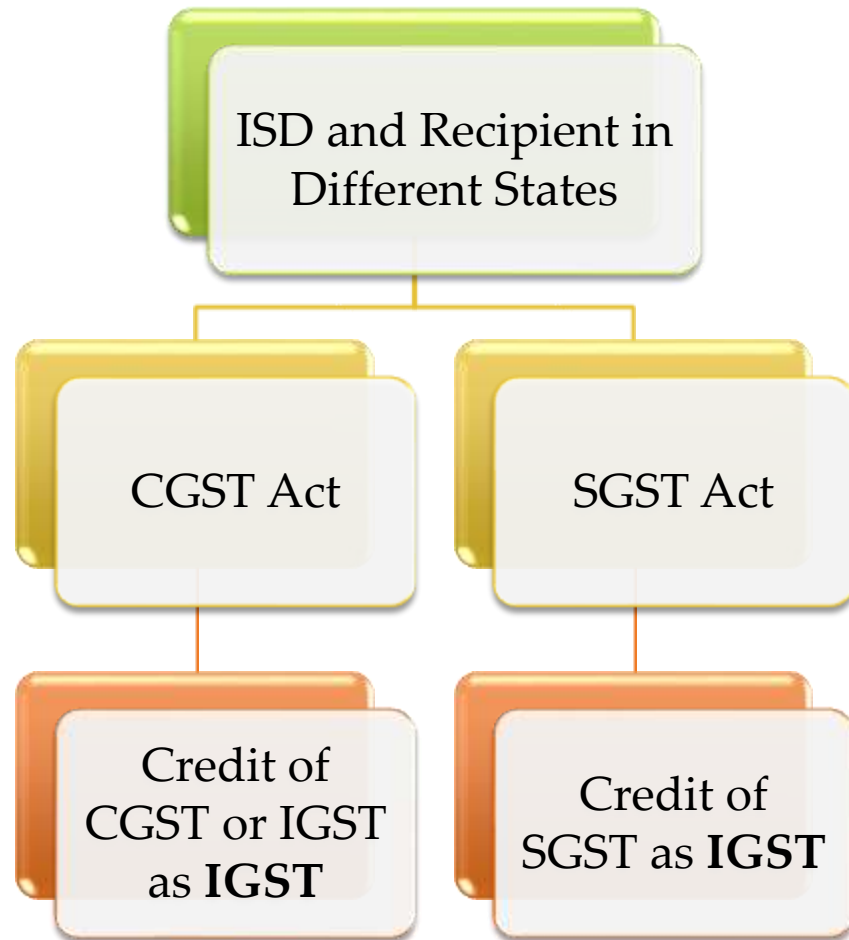 ISD and Recipient in
Different States
CGST Act
SGST Act
Credit of
CGST or IGST
as IGST
Credit of
SGST as IGST